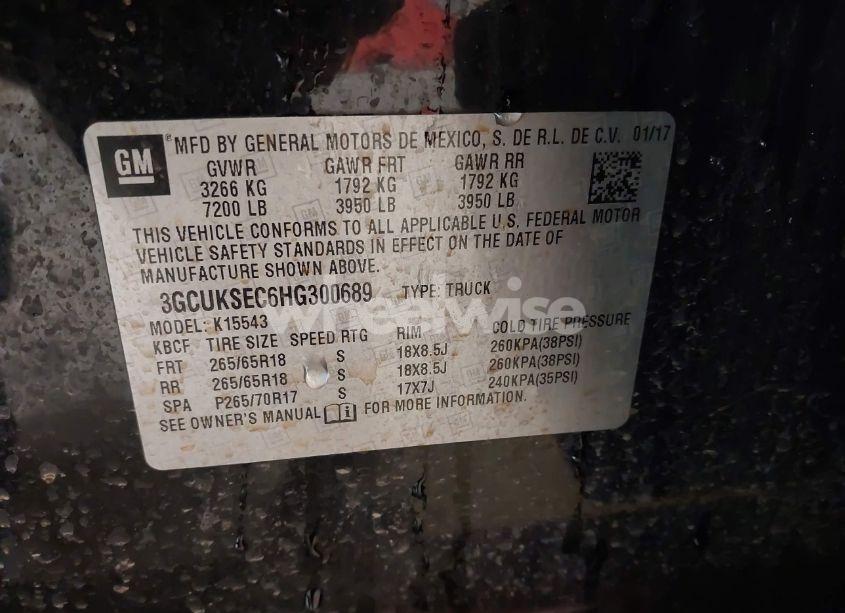 GM
® MFD BY GENERAL MOTORS DE MEXICO, S. DE R.L. DE C.V. 01/17
GVWR GAWR FRT GAWR RR
3266 KG 1792 KG 1792 KG
7200 LB 3950 LB 3950 LB
THIS VEHICLE CONFORMS TO ALL APPLICABLE U.S. FEDERAL MOTOR
VEHICLE SAFETY STANDARDS IN EFFECT ON THE DATE OF
MANUFACTURE SHOWN ABOVE.
3GCUKSEC6HG300689 TYPE: TRUCK
wheelwise
MODEL: K15543
KBCF TIRE SIZE SPEED RTG RIM COLD TIRE PRESSURE
FRT 265/65R18 S 18X8.5J 260KPA(38PSI)
RR 265/65R18 S 18X8.5J 260KPA(38PSI)
SPA P265/70R17 S 17X7J 240KPA(35PSI)
SEE OWNER'S MANUAL FOR MORE INFORMATION.